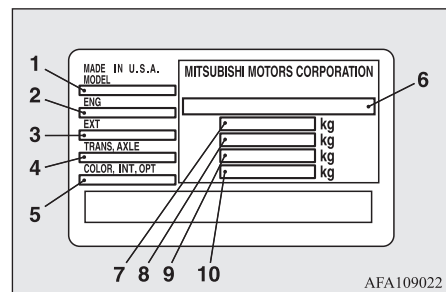 MADE IN U.S.A.
MODEL
ENG
EXT
TRANS, AXLE
COLOR, INT, OPT
MITSUBISHI MOTORS CORPORATION
kg
kg
kg
kg
1
2
3
4
5
6
7 8 9 10
AFA109022